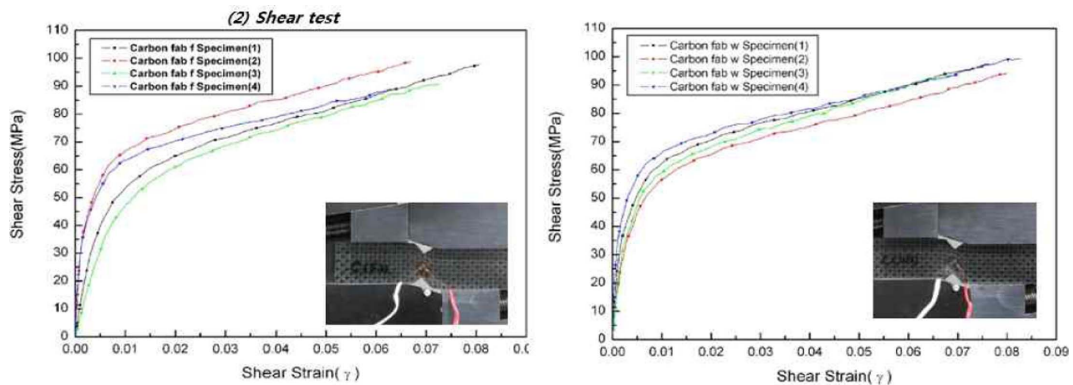 (2) Shear test
Shear Stress(MPa)
110
100
90
80
70
60
50
40
30
20
10
0
Carbon fab f Specimen(1)
Carbon fab f Specimen(2)
Carbon fab f Specimen(3)
Carbon fab f Specimen(4)
0.00 0.01 0.02 0.03 0.04 0.05 0.06 0.07 0.08
Shear Strain(γ)
Shear Stress(MPa)
110
100
90
80
70
60
50
40
30
20
10
0
Carbon fab w Specimen(1)
Carbon fab w Specimen(2)
Carbon fab w Specimen(3)
Carbon fab w Specimen(4)
0.00 0.01 0.02 0.03 0.04 0.05 0.06 0.07 0.08 0.09
Shear Strain(γ)